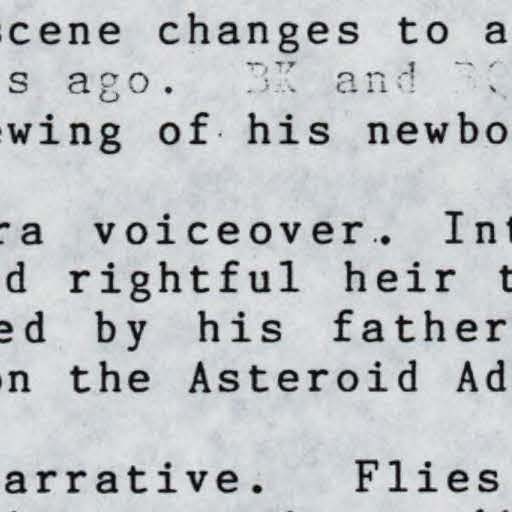 scene changes to a
s ago. BK and
ewing of his newbo
ra voiceover. Int
d rightful heir t
ed by his father
on the Asteroid Ad
arrative. Flies